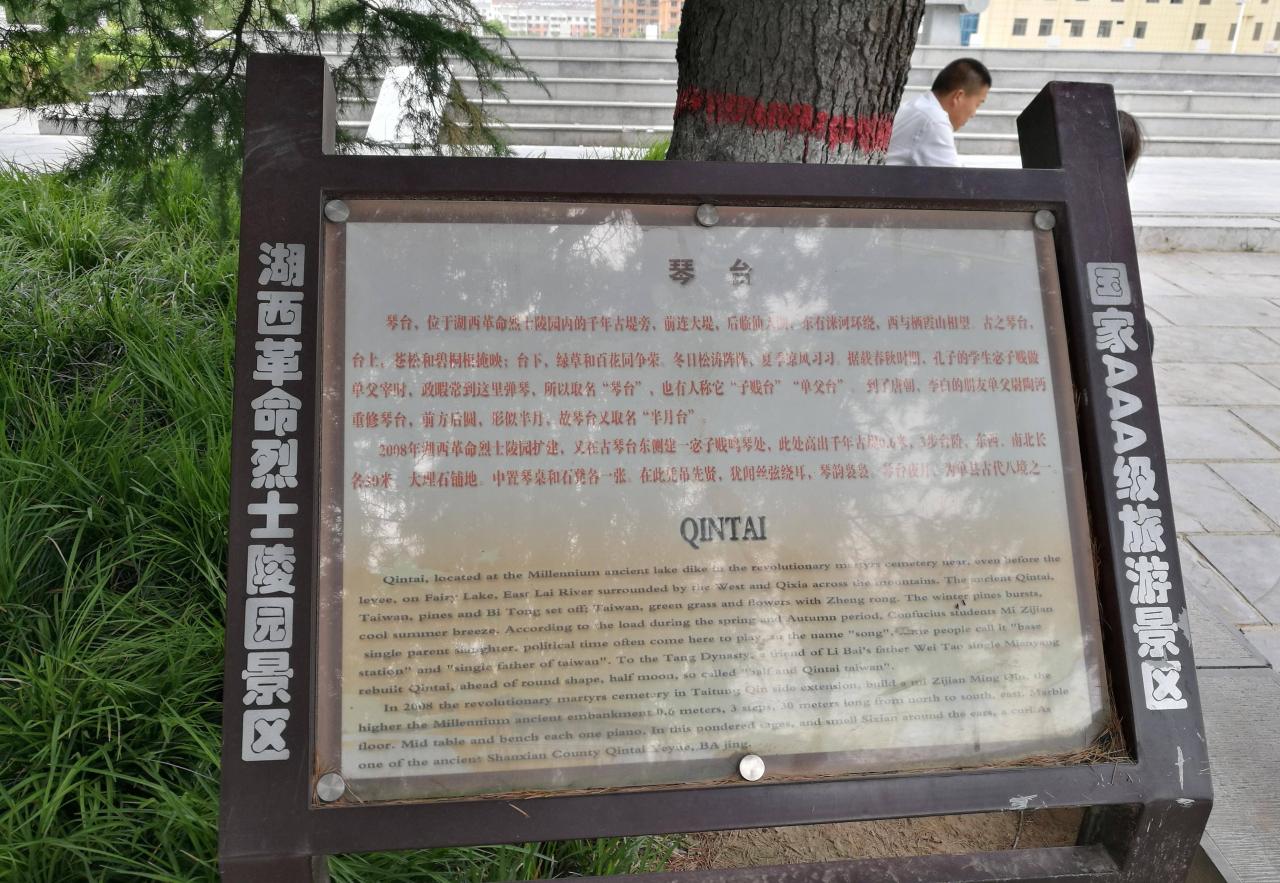 湖西革命烈士陵园景区
琴 台
琴台，位于湖西革命烈士陵园内的千年古堤旁，前连大堤，后临仙人湖，东有涞河环绕，西与栖霞山相望。古之琴台，
台上，苍松和碧桐相掩映；台下，绿草和百花同争荣。冬日松涛阵阵，夏季凉风习习。据载春秋时期，孔子的学生宓子贱做
单父宰时，政暇常到这里弹琴，所以取名“琴台”，也有人称它“子贱台”“单父台”。到了唐朝，李白的朋友单父尉陶沔
重修琴台，前方后圆，形似半月，故琴台又取名“半月台”。
2008年湖西革命烈士陵园扩建，又在古琴台东侧建一宓子贱鸣琴处，此处高出千年古堤0.6米，3步台阶，东西、南北长
各30米，大理石铺地。中置琴桌和石凳各一张。在此凭吊先贤，犹闻丝弦绕耳，琴韵袅袅。琴台夜月，为单县古代八境之一。
QINTAI
Qintai, located at the Millennium ancient lake dike in the revolutionary martyrs cemetery near, even before the
levee, on Fairy Lake, East Lai River surrounded by the West and Qixia across the mountains. The ancient Qintai,
Taiwan, pines and Bi Tong set off; Taiwan, green grass and flowers with Zheng rong. The winter pines bursts,
cool summer breeze. According to the load during the spring and Autumn period, Confucius students Mi Zijian
single parent slaughter, political time often come here to play, so the name "song", some people call it "base
station" and "single father of taiwan". To the Tang Dynasty, a friend of Li Bai's father Wei Tao single Mianyang
rebuilt Qintai, ahead of round shape, half moon, so called "half and Qintai taiwan".
In 2008 the revolutionary martyrs cemetery in Taitung Qin side extension, build a mi Zijian Ming Qin, the
higher the Millennium ancient embankment 0.6 meters, 3 steps, 30 meters long from north to south, east. Marble
floor. Mid table and bench each one piano. In this pondered sages, and smell Sixian around the ears, a curl As
one of the ancient Shanxian County Qintai Yeyue, BA jing.
国家AAAA级旅游景区